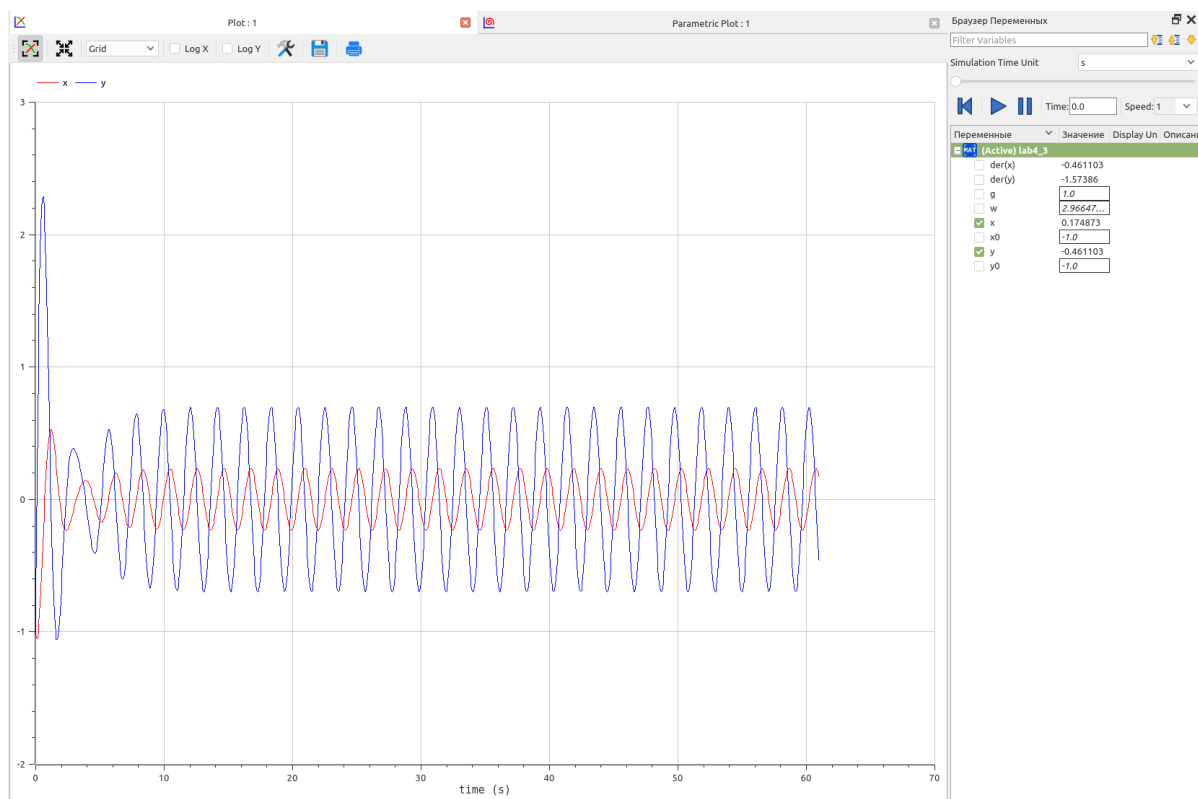 Plot : 1
Parametric Plot : 1
Браузер Переменных
Grid
Log X
Log Y
Filter Variables
Simulation Time Unit
s
Time: 0.0
Speed: 1
Переменные Значение Display Un Описани
MAT (Active) lab4_3
der(x) -0.461103
der(y) -1.57386
g 1.0
w 2.96647...
x 0.174873
x0 -1.0
y -0.461103
y0 -1.0
x y
3
2
1
0
-1
-2
0 10 20 30 40 50 60 70
time (s)